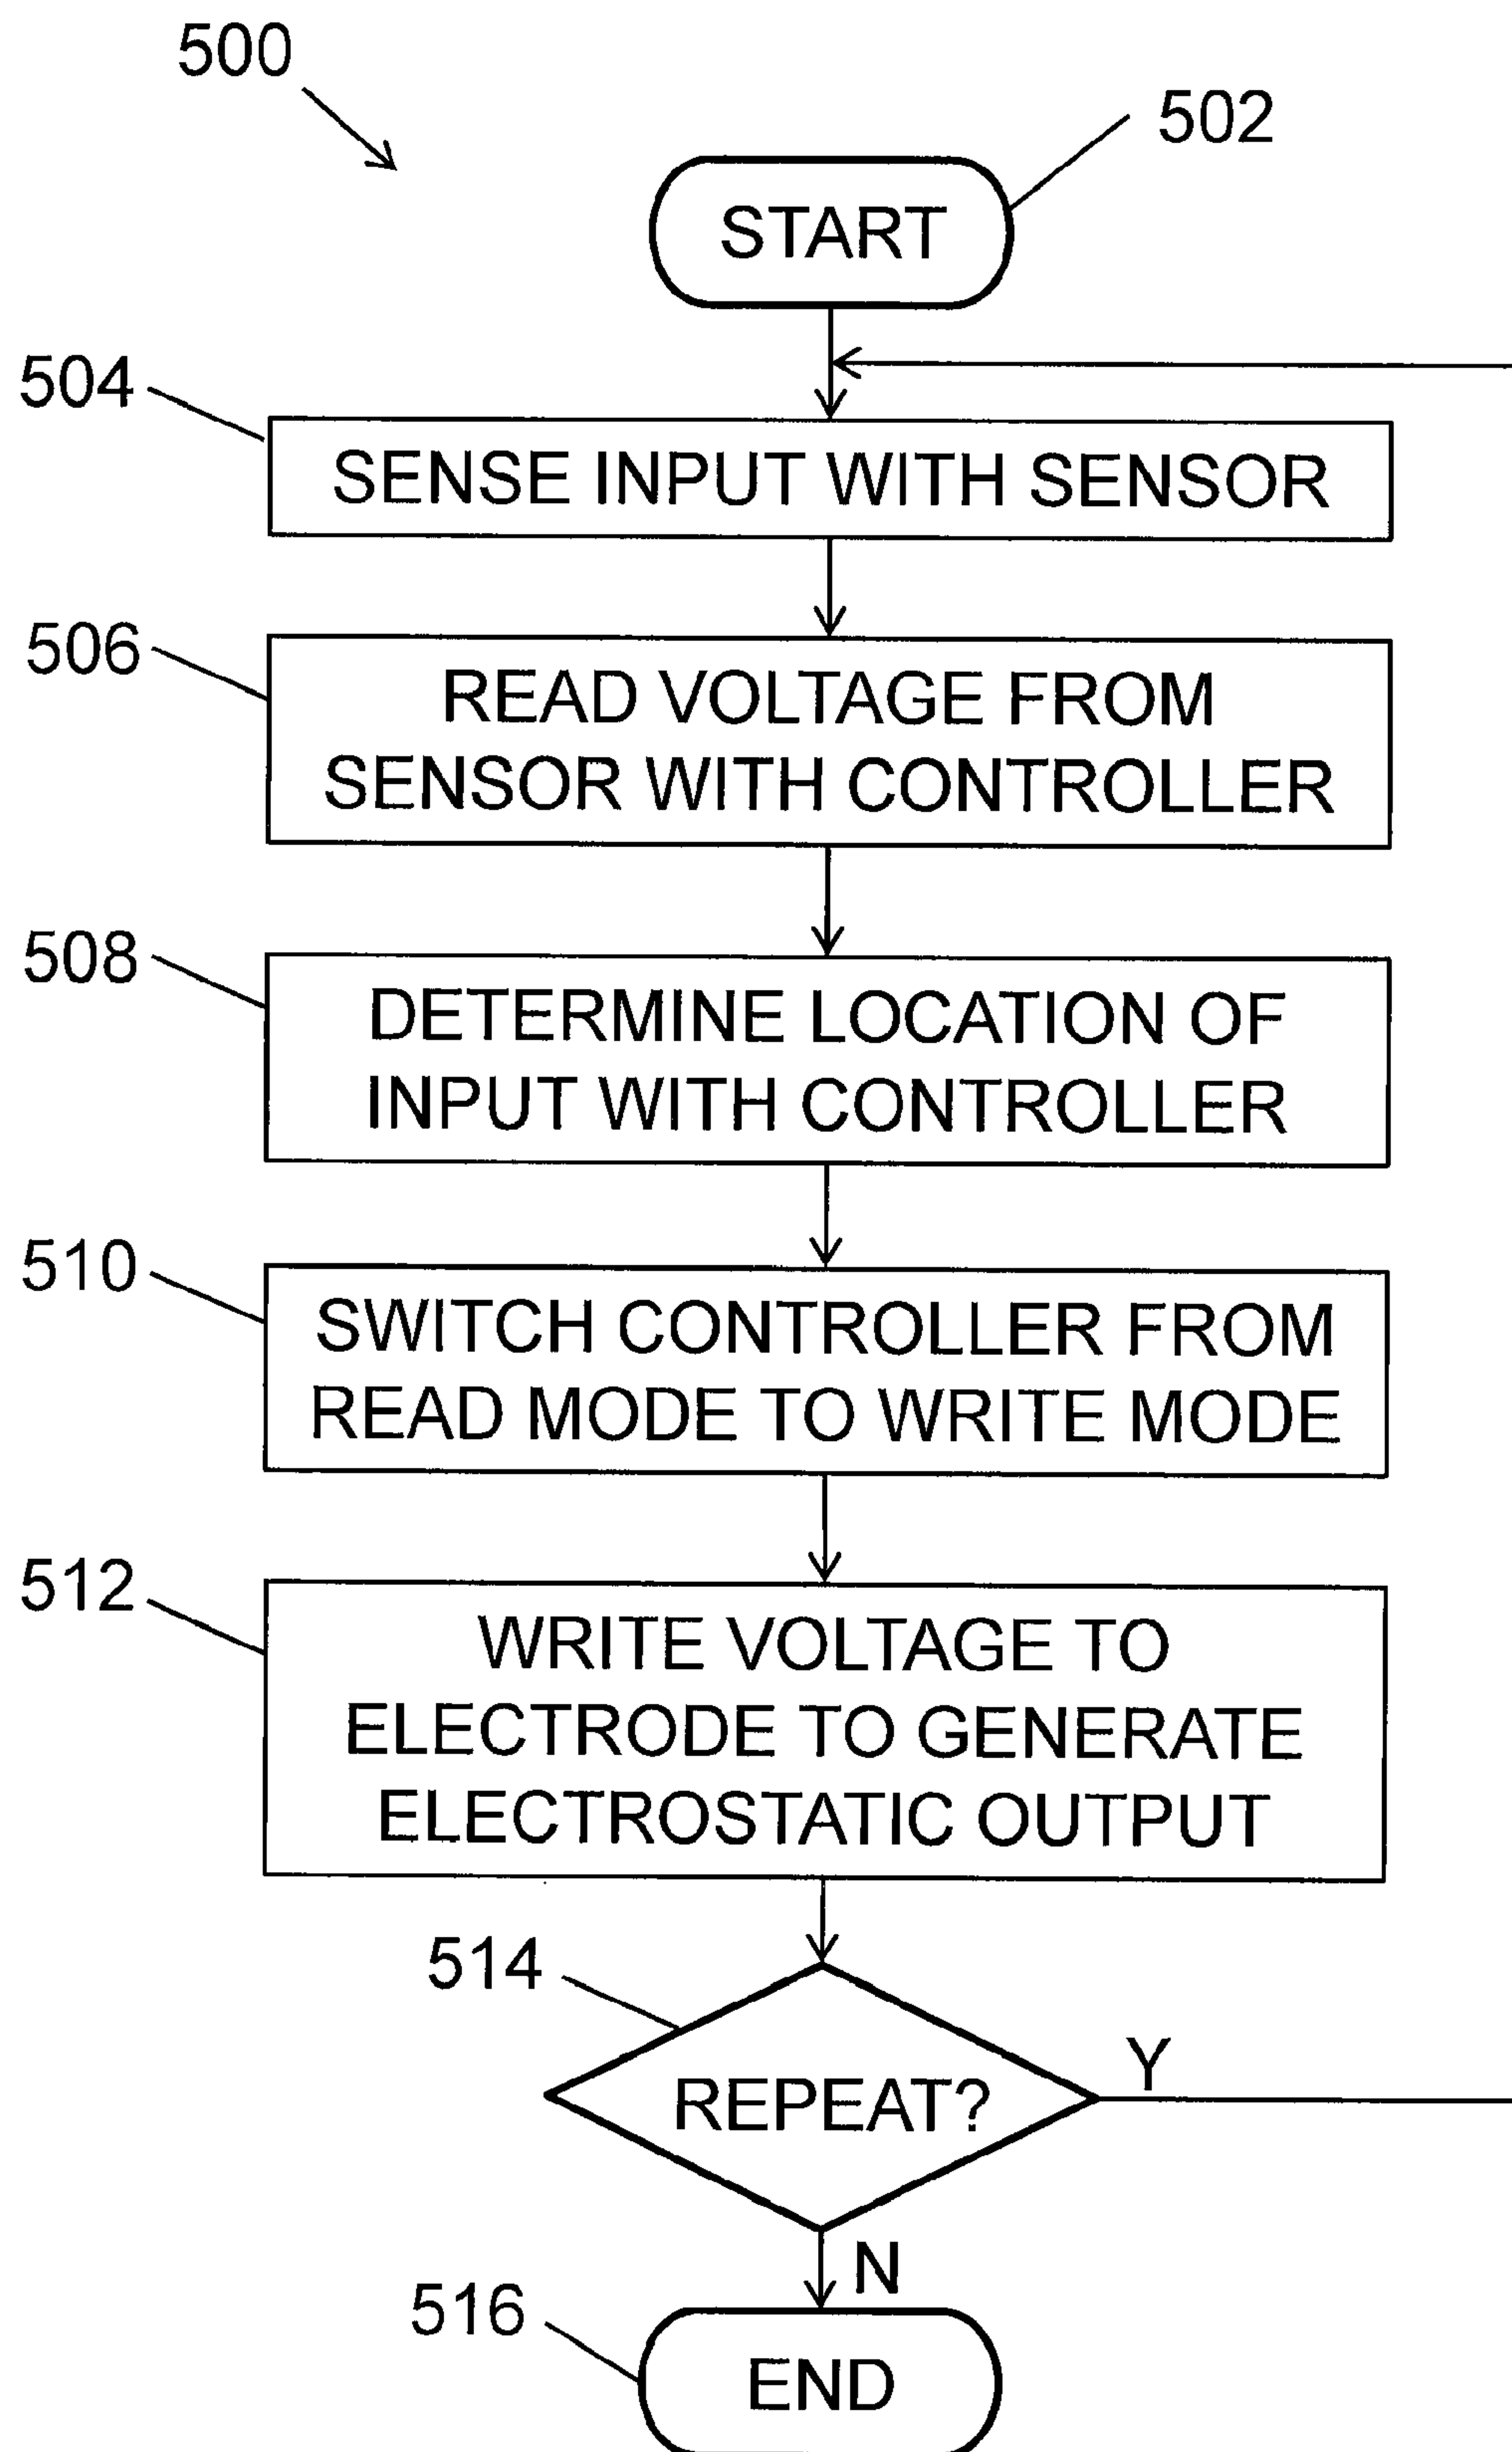 500
502
START
504
SENSE INPUT WITH SENSOR
506
READ VOLTAGE FROM
SENSOR WITH CONTROLLER
508
DETERMINE LOCATION OF
INPUT WITH CONTROLLER
510
SWITCH CONTROLLER FROM
READ MODE TO WRITE MODE
512
WRITE VOLTAGE TO
ELECTRODE TO GENERATE
ELECTROSTATIC OUTPUT
514
REPEAT?
Y
N
516
END